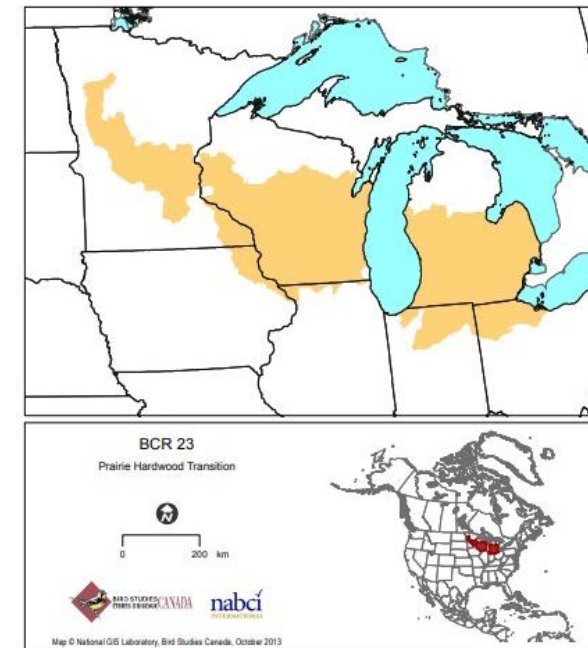 BCR 23
Prairie Hardwood Transition
N
0 200 km
BIRD STUDIES
CANADA
nabci
INTERNATIONAL
Map © National GIS Laboratory, Bird Studies Canada, October 2013